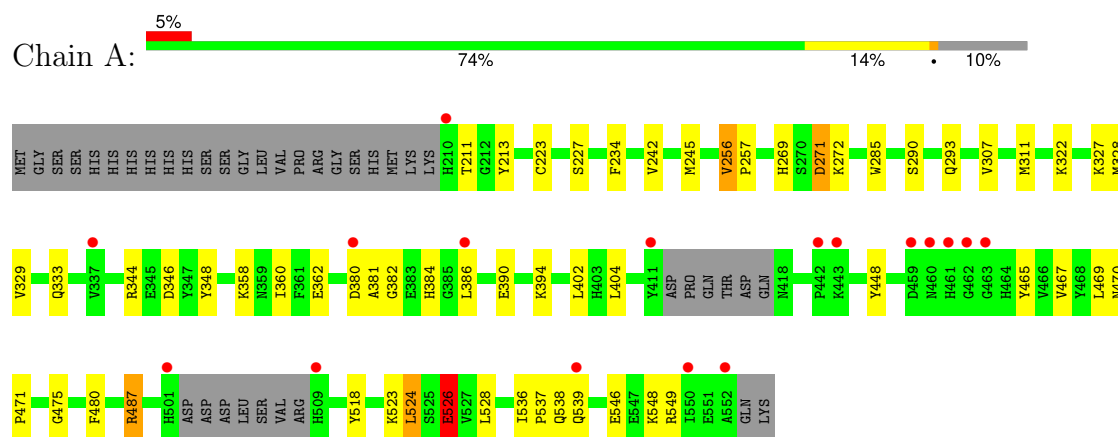 Chain A:
5%
74%
14%
•
10%
MET GLY SER SER HIS HIS HIS HIS HIS HIS SER SER GLY LEU VAL PRO ARG GLY SER HIS MET LYS LYS H210 T211 G212 Y213 C223 S227 F234 V242 M245 V256 P257 H269 S270 D271 K272 W285 S290 Q293 V307 M311 K322 K327 M328
V329 Q333 V337 R344 E345 D346 Y347 Y348 K358 N359 I360 F361 E362 D380 A381 G382 E383 H384 G385 L386 E390 K394 L402 H403 L404 Y411 ASP PRO GLN THR ASP GLN N418 P442 K443 Y448 D459 N460 H461 G462 G463 H464 Y465 V466 V467 Y468 L469 N470
P471 G475 F480 R487 H501 ASP ASP ASP LEU SER VAL ARG H509 Y518 K523 L524 S525 E526 V527 L528 I536 P537 Q538 Q539 E546 E547 K548 R549 I550 E551 A552 GLN LYS